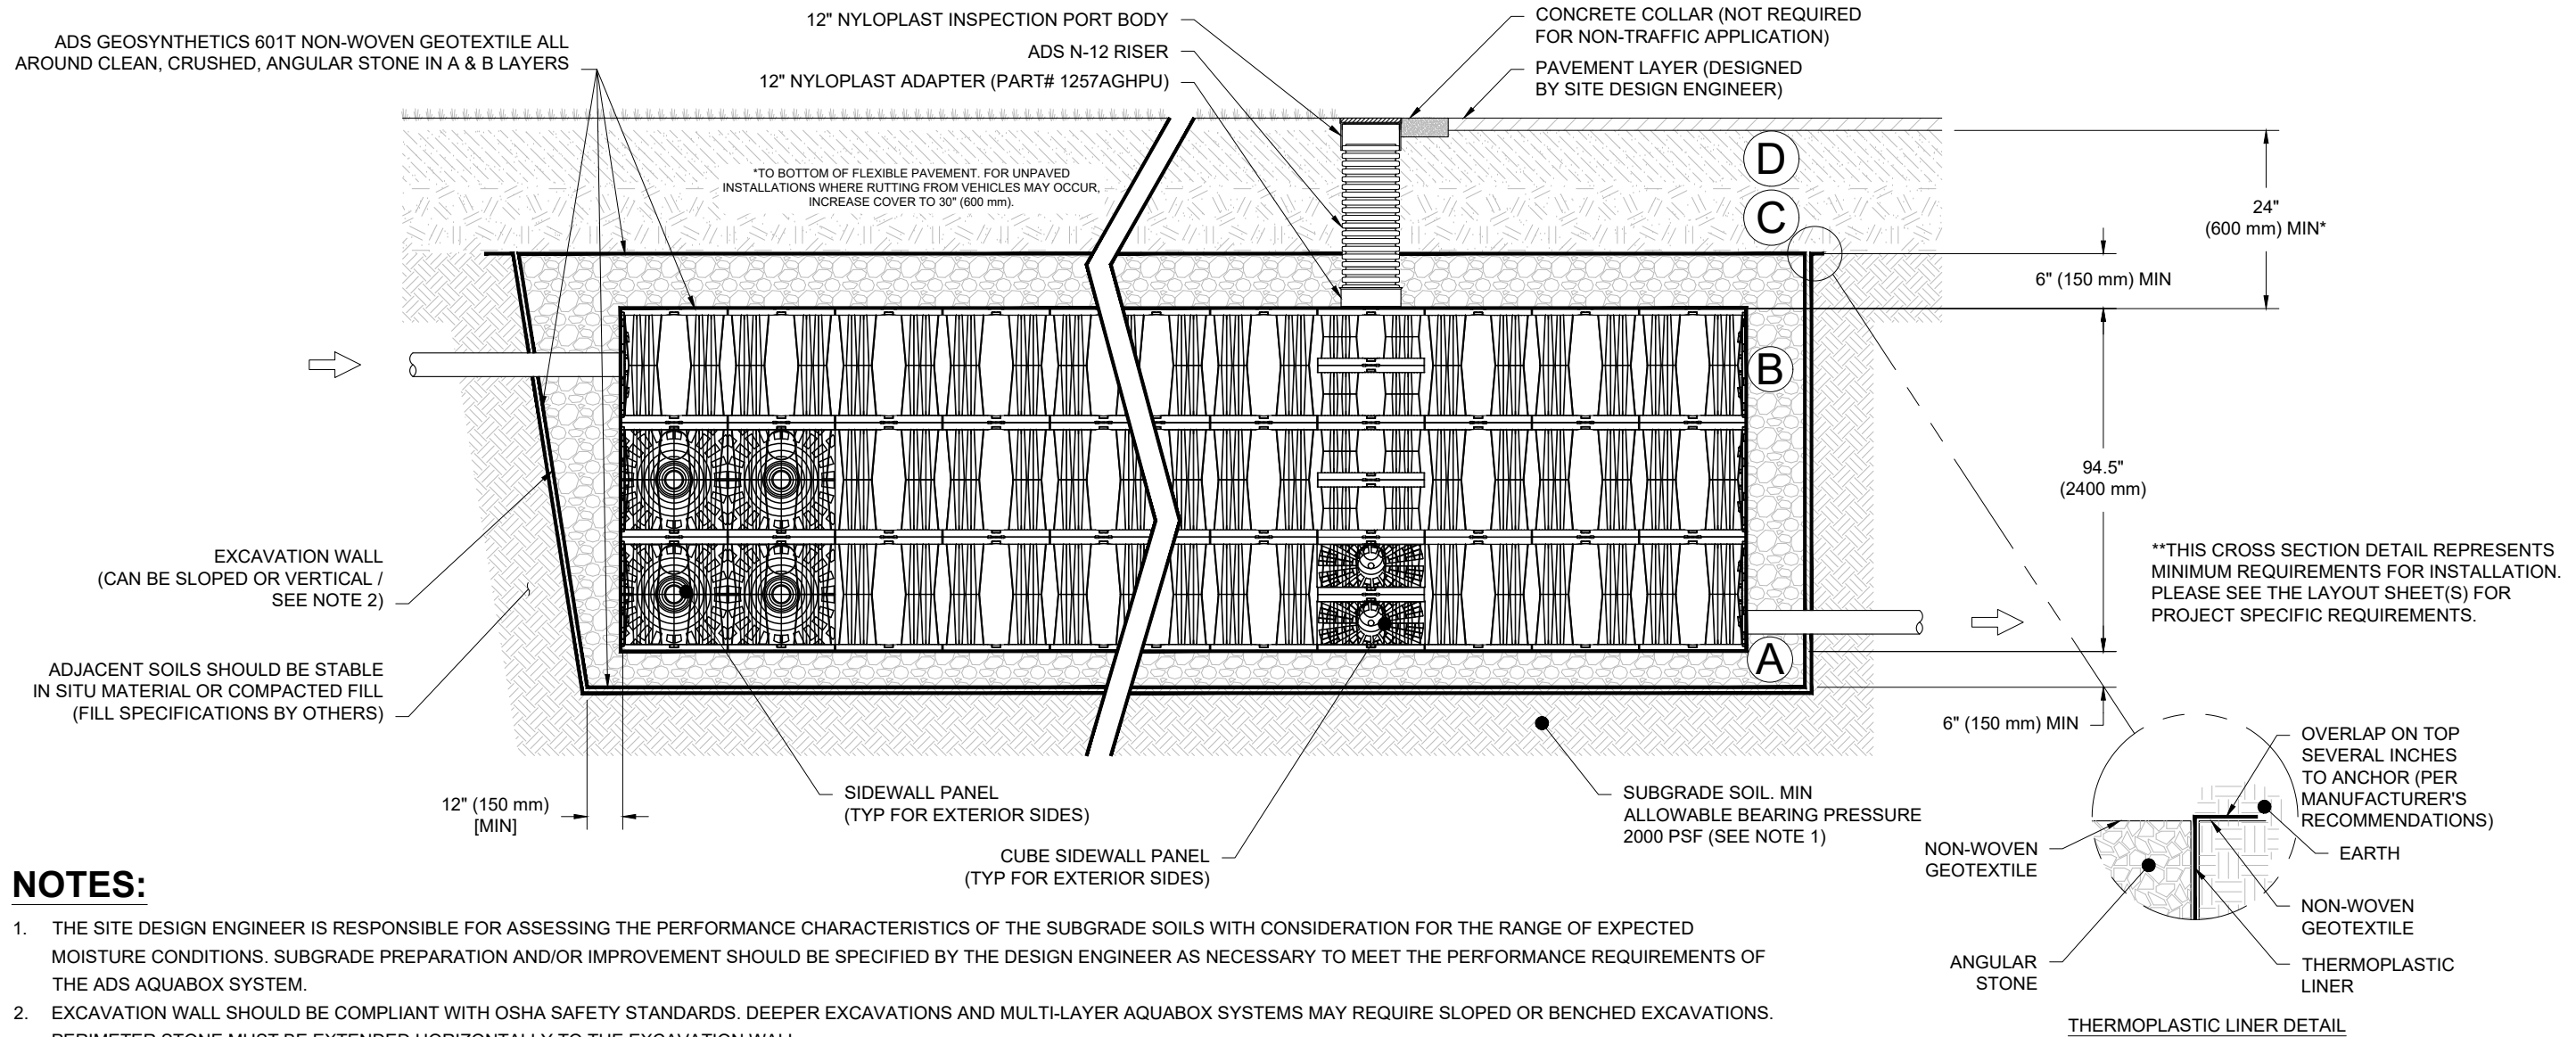 ADS GEOSYNTHETICS 601T NON-WOVEN GEOTEXTILE ALL
AROUND CLEAN, CRUSHED, ANGULAR STONE IN A & B LAYERS
12" NYLOPLAST INSPECTION PORT BODY
ADS N-12 RISER
12" NYLOPLAST ADAPTER (PART# 1257AGHPU)
CONCRETE COLLAR (NOT REQUIRED
FOR NON-TRAFFIC APPLICATION)
PAVEMENT LAYER (DESIGNED
BY SITE DESIGN ENGINEER)
*TO BOTTOM OF FLEXIBLE PAVEMENT. FOR UNPAVED
INSTALLATIONS WHERE RUTTING FROM VEHICLES MAY OCCUR,
INCREASE COVER TO 30" (600 mm).
D
C
24"
(600 mm) MIN*
6" (150 mm) MIN
B
94.5"
(2400 mm)
EXCAVATION WALL
(CAN BE SLOPED OR VERTICAL /
SEE NOTE 2)
**THIS CROSS SECTION DETAIL REPRESENTS
MINIMUM REQUIREMENTS FOR INSTALLATION.
PLEASE SEE THE LAYOUT SHEET(S) FOR
PROJECT SPECIFIC REQUIREMENTS.
ADJACENT SOILS SHOULD BE STABLE
IN SITU MATERIAL OR COMPACTED FILL
(FILL SPECIFICATIONS BY OTHERS)
A
6" (150 mm) MIN
12" (150 mm)
[MIN]
SIDEWALL PANEL
(TYP FOR EXTERIOR SIDES)
CUBE SIDEWALL PANEL
(TYP FOR EXTERIOR SIDES)
SUBGRADE SOIL. MIN
ALLOWABLE BEARING PRESSURE
2000 PSF (SEE NOTE 1)
OVERLAP ON TOP
SEVERAL INCHES
TO ANCHOR (PER
MANUFACTURER'S
RECOMMENDATIONS)
NON-WOVEN
GEOTEXTILE
EARTH
NON-WOVEN
GEOTEXTILE
ANGULAR
STONE
THERMOPLASTIC
LINER
THERMOPLASTIC LINER DETAIL
NOTES:
1. THE SITE DESIGN ENGINEER IS RESPONSIBLE FOR ASSESSING THE PERFORMANCE CHARACTERISTICS OF THE SUBGRADE SOILS WITH CONSIDERATION FOR THE RANGE OF EXPECTED
MOISTURE CONDITIONS. SUBGRADE PREPARATION AND/OR IMPROVEMENT SHOULD BE SPECIFIED BY THE DESIGN ENGINEER AS NECESSARY TO MEET THE PERFORMANCE REQUIREMENTS OF
THE ADS AQUABOX SYSTEM.
2. EXCAVATION WALL SHOULD BE COMPLIANT WITH OSHA SAFETY STANDARDS. DEEPER EXCAVATIONS AND MULTI-LAYER AQUABOX SYSTEMS MAY REQUIRE SLOPED OR BENCHED EXCAVATIONS.
PERIMETER STONE MUST BE EXTENDED HORIZONTALLY TO THE EXCAVATION WALL